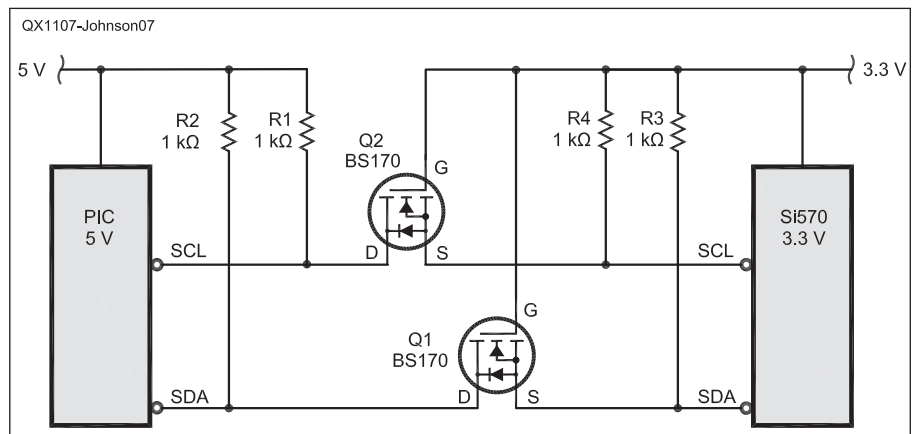 QX1107-Johnson07
5 V
3.3 V
R2
1 kΩ
R1
1 kΩ
Q2
BS170
G
D
S
R4
1 kΩ
R3
1 kΩ
PIC
5 V
SCL
SDA
Si570
3.3 V
SCL
SDA
Q1
BS170
G
D
S